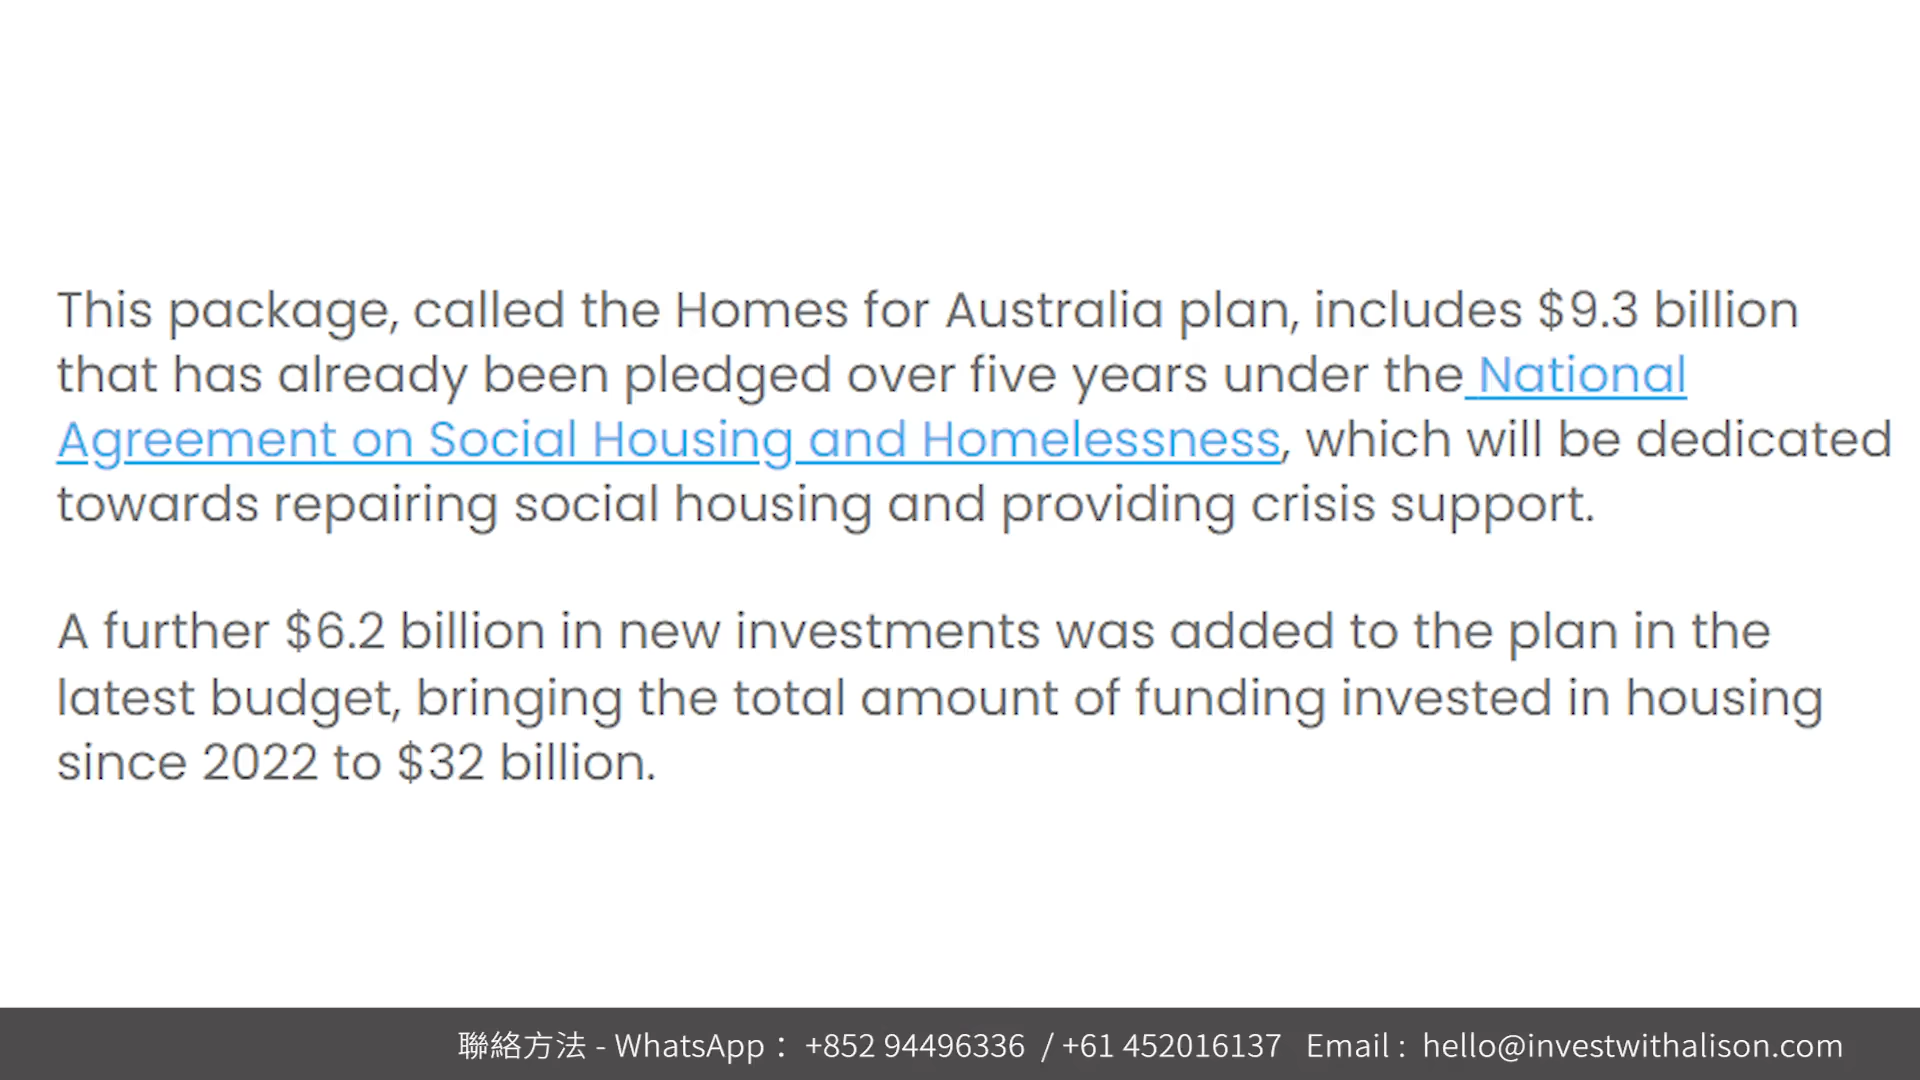 This package, called the Homes for Australia plan, includes $9.3 billion
that has already been pledged over five years under the National
Agreement on Social Housing and Homelessness, which will be dedicated
towards repairing social housing and providing crisis support.
A further $6.2 billion in new investments was added to the plan in the
latest budget, bringing the total amount of funding invested in housing
since 2022 to $32 billion.
聯絡方法 - WhatsApp： +852 94496336 / +61 452016137 Email : hello@investwithalison.com